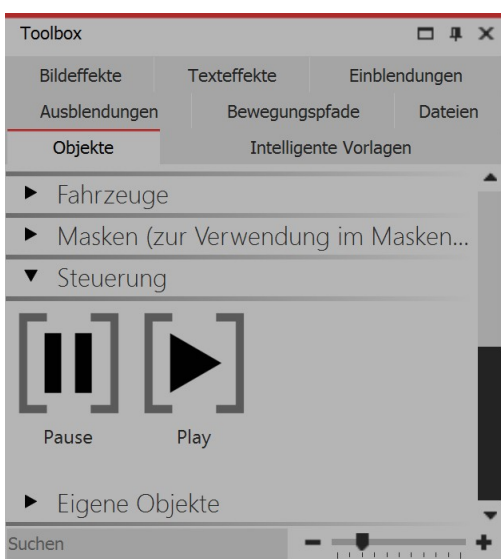 Toolbox
Bildeffekte Texteffekte Einblendungen
Ausblendungen Bewegungspfade Dateien
Objekte Intelligente Vorlagen
Fahrzeuge
Masken (zur Verwendung im Masken...
Steuerung
Pause Play
Eigene Objekte
Suchen